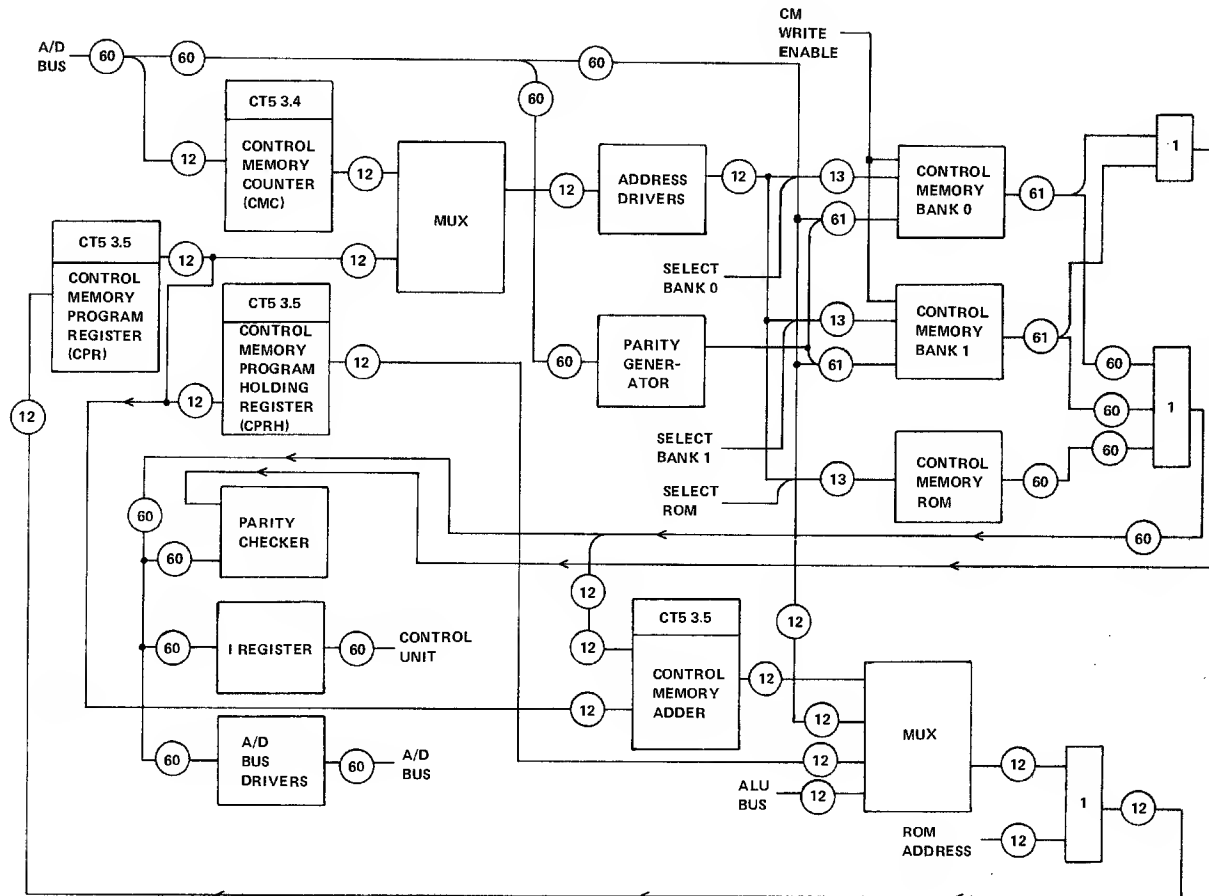 CM
WRITE
ENABLE
A/D
BUS
60
60
60
60
CT5 3.4
CONTROL
MEMORY
COUNTER
(CMC)
12
12
MUX
12
ADDRESS
DRIVERS
12
13
61
CONTROL
MEMORY
BANK 0
61
1
CT5 3.5
CONTROL
MEMORY
PROGRAM
REGISTER
(CPR)
12
12
SELECT
BANK 0
CT5 3.5
CONTROL
MEMORY
PROGRAM
HOLDING
REGISTER
(CPRH)
12
12
12
60
PARITY
GENER-
ATOR
13
61
CONTROL
MEMORY
BANK 1
61
60
60
60
1
SELECT
BANK 1
SELECT
ROM
13
CONTROL
MEMORY
ROM
60
60
60
PARITY
CHECKER
60
60
I REGISTER
60
CONTROL
UNIT
60
A/D
BUS
DRIVERS
60
A/D
BUS
12
12
12
CT5 3.5
CONTROL
MEMORY
ADDER
12
12
12
12
ALU
BUS
12
MUX
12
ROM
ADDRESS
12
1
12